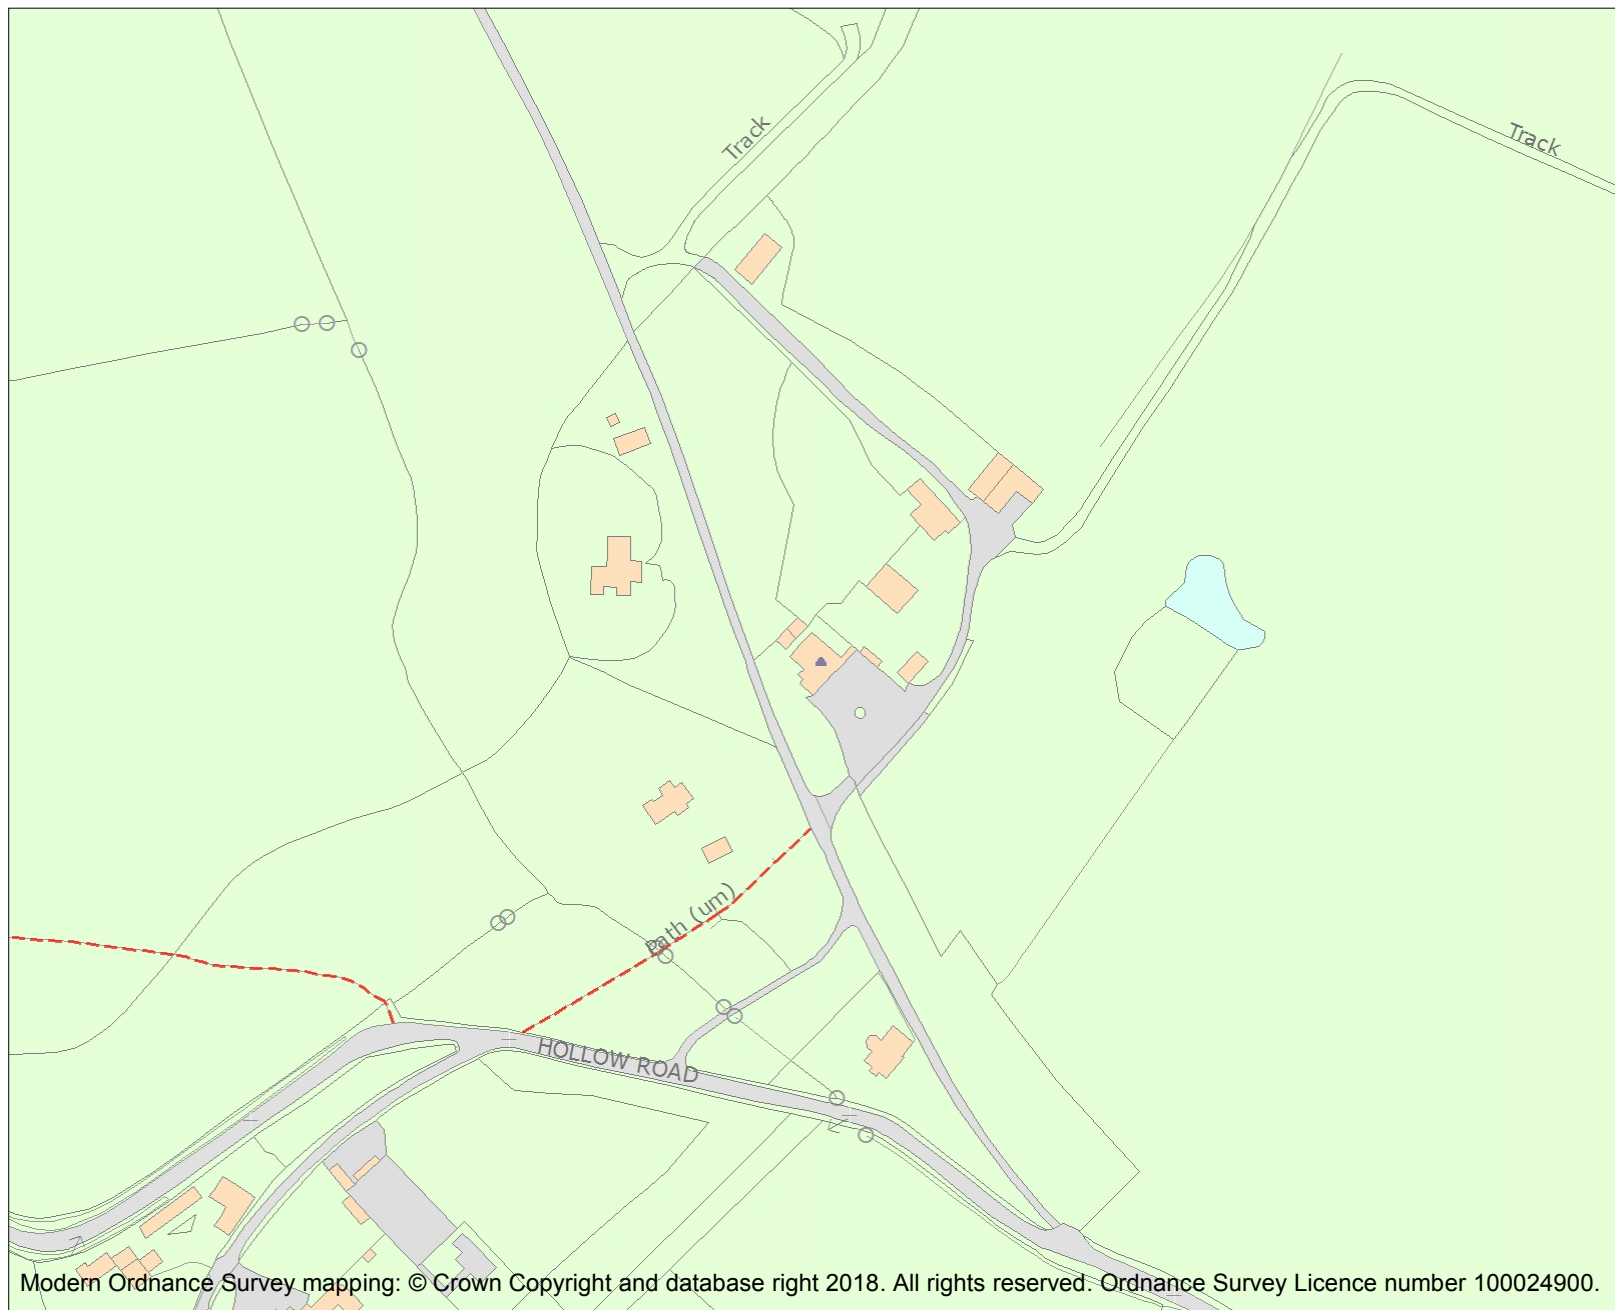 Track
Track
Path (um)
HOLLOW ROAD
Modern Ordnance Survey mapping: © Crown Copyright and database right 2018. All rights reserved. Ordnance Survey Licence number 100024900.